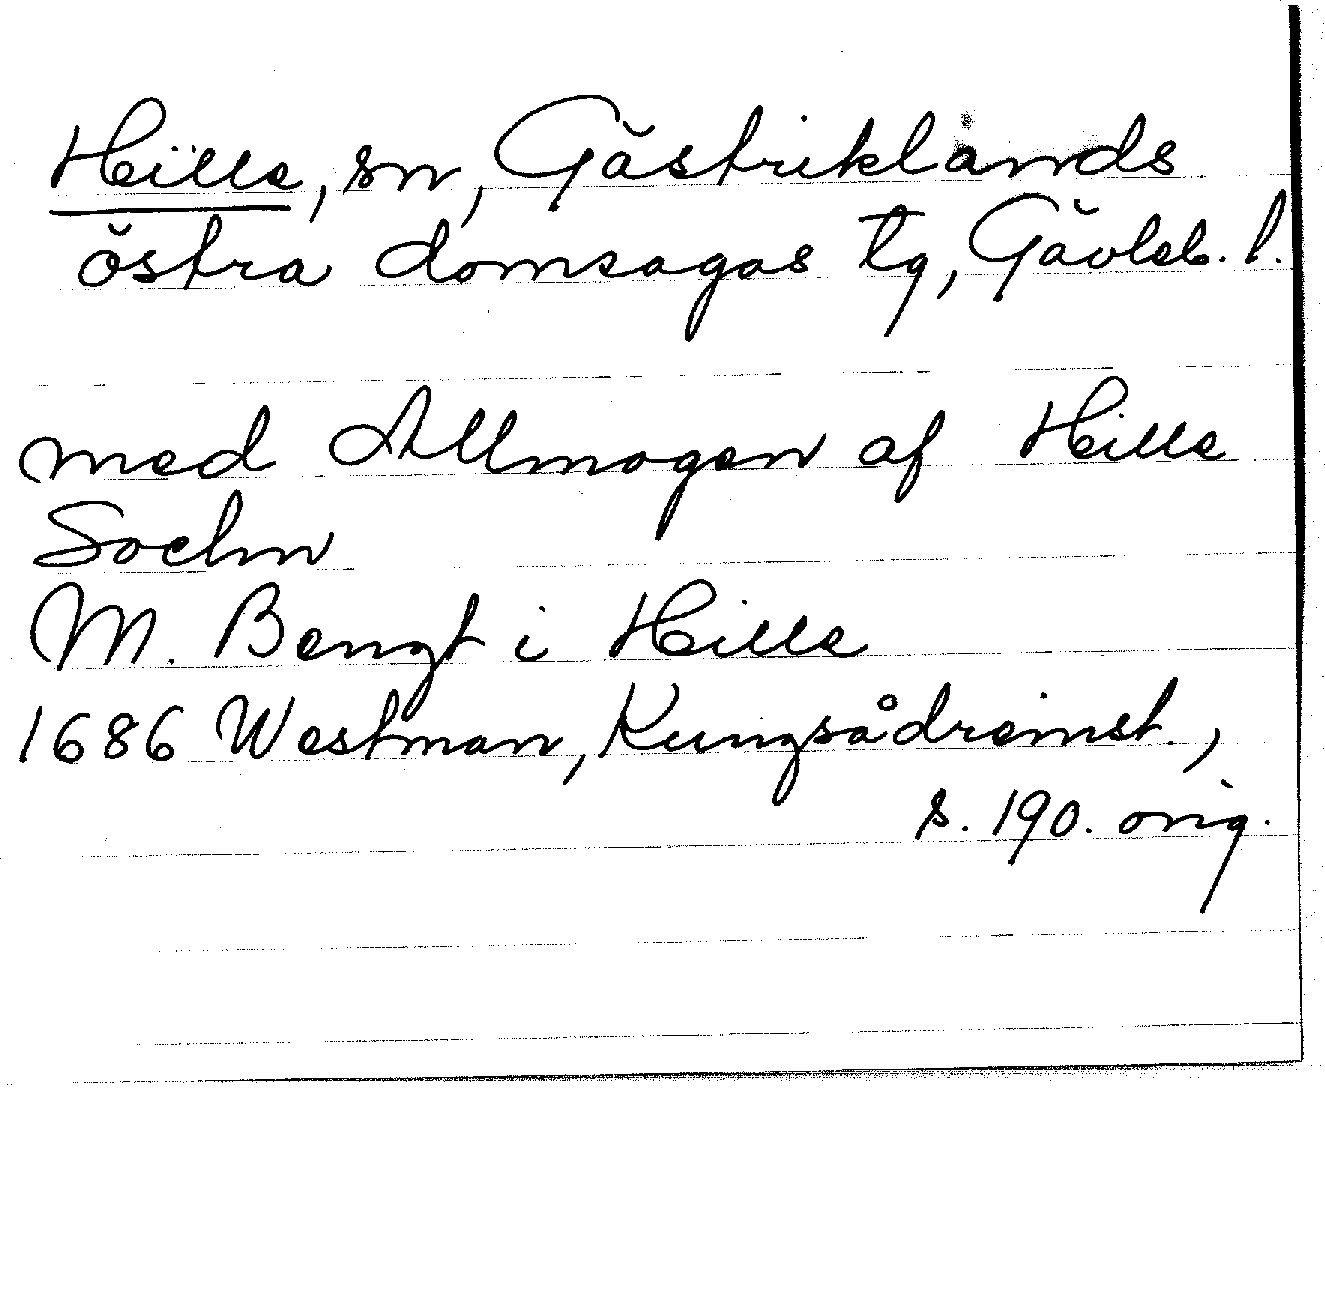 Hille, sn, Gästriklands
östra domsagas tg, Gävleb. l.
med Allmogen af Hille
Sochn
M. Bengt i Hille
1686 Westman, Kungsådreinst.,
s. 190. orig.